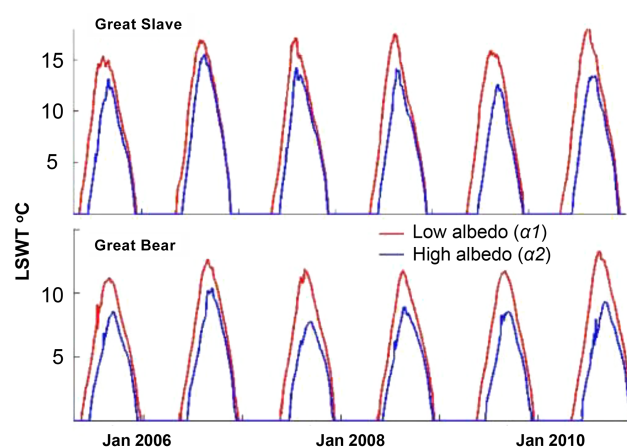 Great Slave
15
10
5
LSWT ºC
Great Bear
Low albedo (α1)
High albedo (α2)
10
5
Jan 2006
Jan 2008
Jan 2010